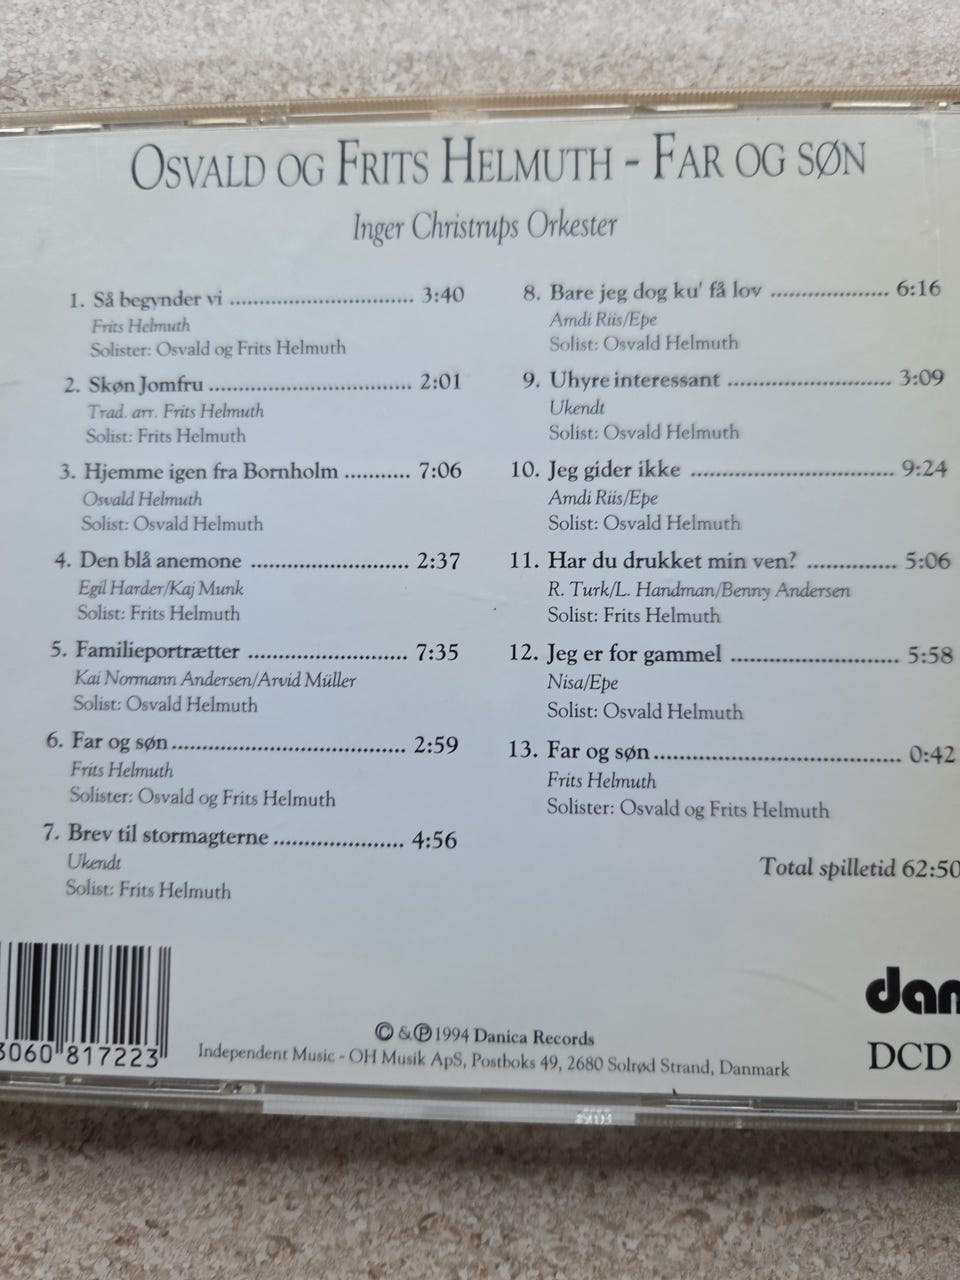 OSVALD OG FRITS HELMUTH - FAR OG SØN
Inger Christrups Orkester
1. Så begynder vi ................................ 3:40
Frits Helmuth
Solister: Osvald og Frits Helmuth
2. Skøn Jomfru .................................. 2:01
Trad. arr. Frits Helmuth
Solist: Frits Helmuth
3. Hjemme igen fra Bornholm ........... 7:06
Osvald Helmuth
Solist: Osvald Helmuth
4. Den blå anemone ........................... 2:37
Egil Harder/Kaj Munk
Solist: Frits Helmuth
5. Familieportrætter ........................... 7:35
Kai Normann Andersen/Arvid Müller
Solist: Osvald Helmuth
6. Far og søn ....................................... 2:59
Frits Helmuth
Solister: Osvald og Frits Helmuth
7. Brev til stormagterne ...................... 4:56
Ukendt
Solist: Frits Helmuth
8. Bare jeg dog ku' få lov .................... 6:16
Amdi Riis/Epe
Solist: Osvald Helmuth
9. Uhyre interessant ........................... 3:09
Ukendt
Solist: Osvald Helmuth
10. Jeg gider ikke .................................. 9:24
Amdi Riis/Epe
Solist: Osvald Helmuth
11. Har du drukket min ven? ............... 5:06
R. Turk/L. Handman/Benny Andersen
Solist: Frits Helmuth
12. Jeg er for gammel ............................ 5:58
Nisa/Epe
Solist: Osvald Helmuth
13. Far og søn ......................................... 0:42
Frits Helmuth
Solister: Osvald og Frits Helmuth
Total spilletid 62:50
3060 817223
© & ℗ 1994 Danica Records
Independent Music - OH Musik ApS, Postboks 49, 2680 Solrød Strand, Danmark
dan
DCD